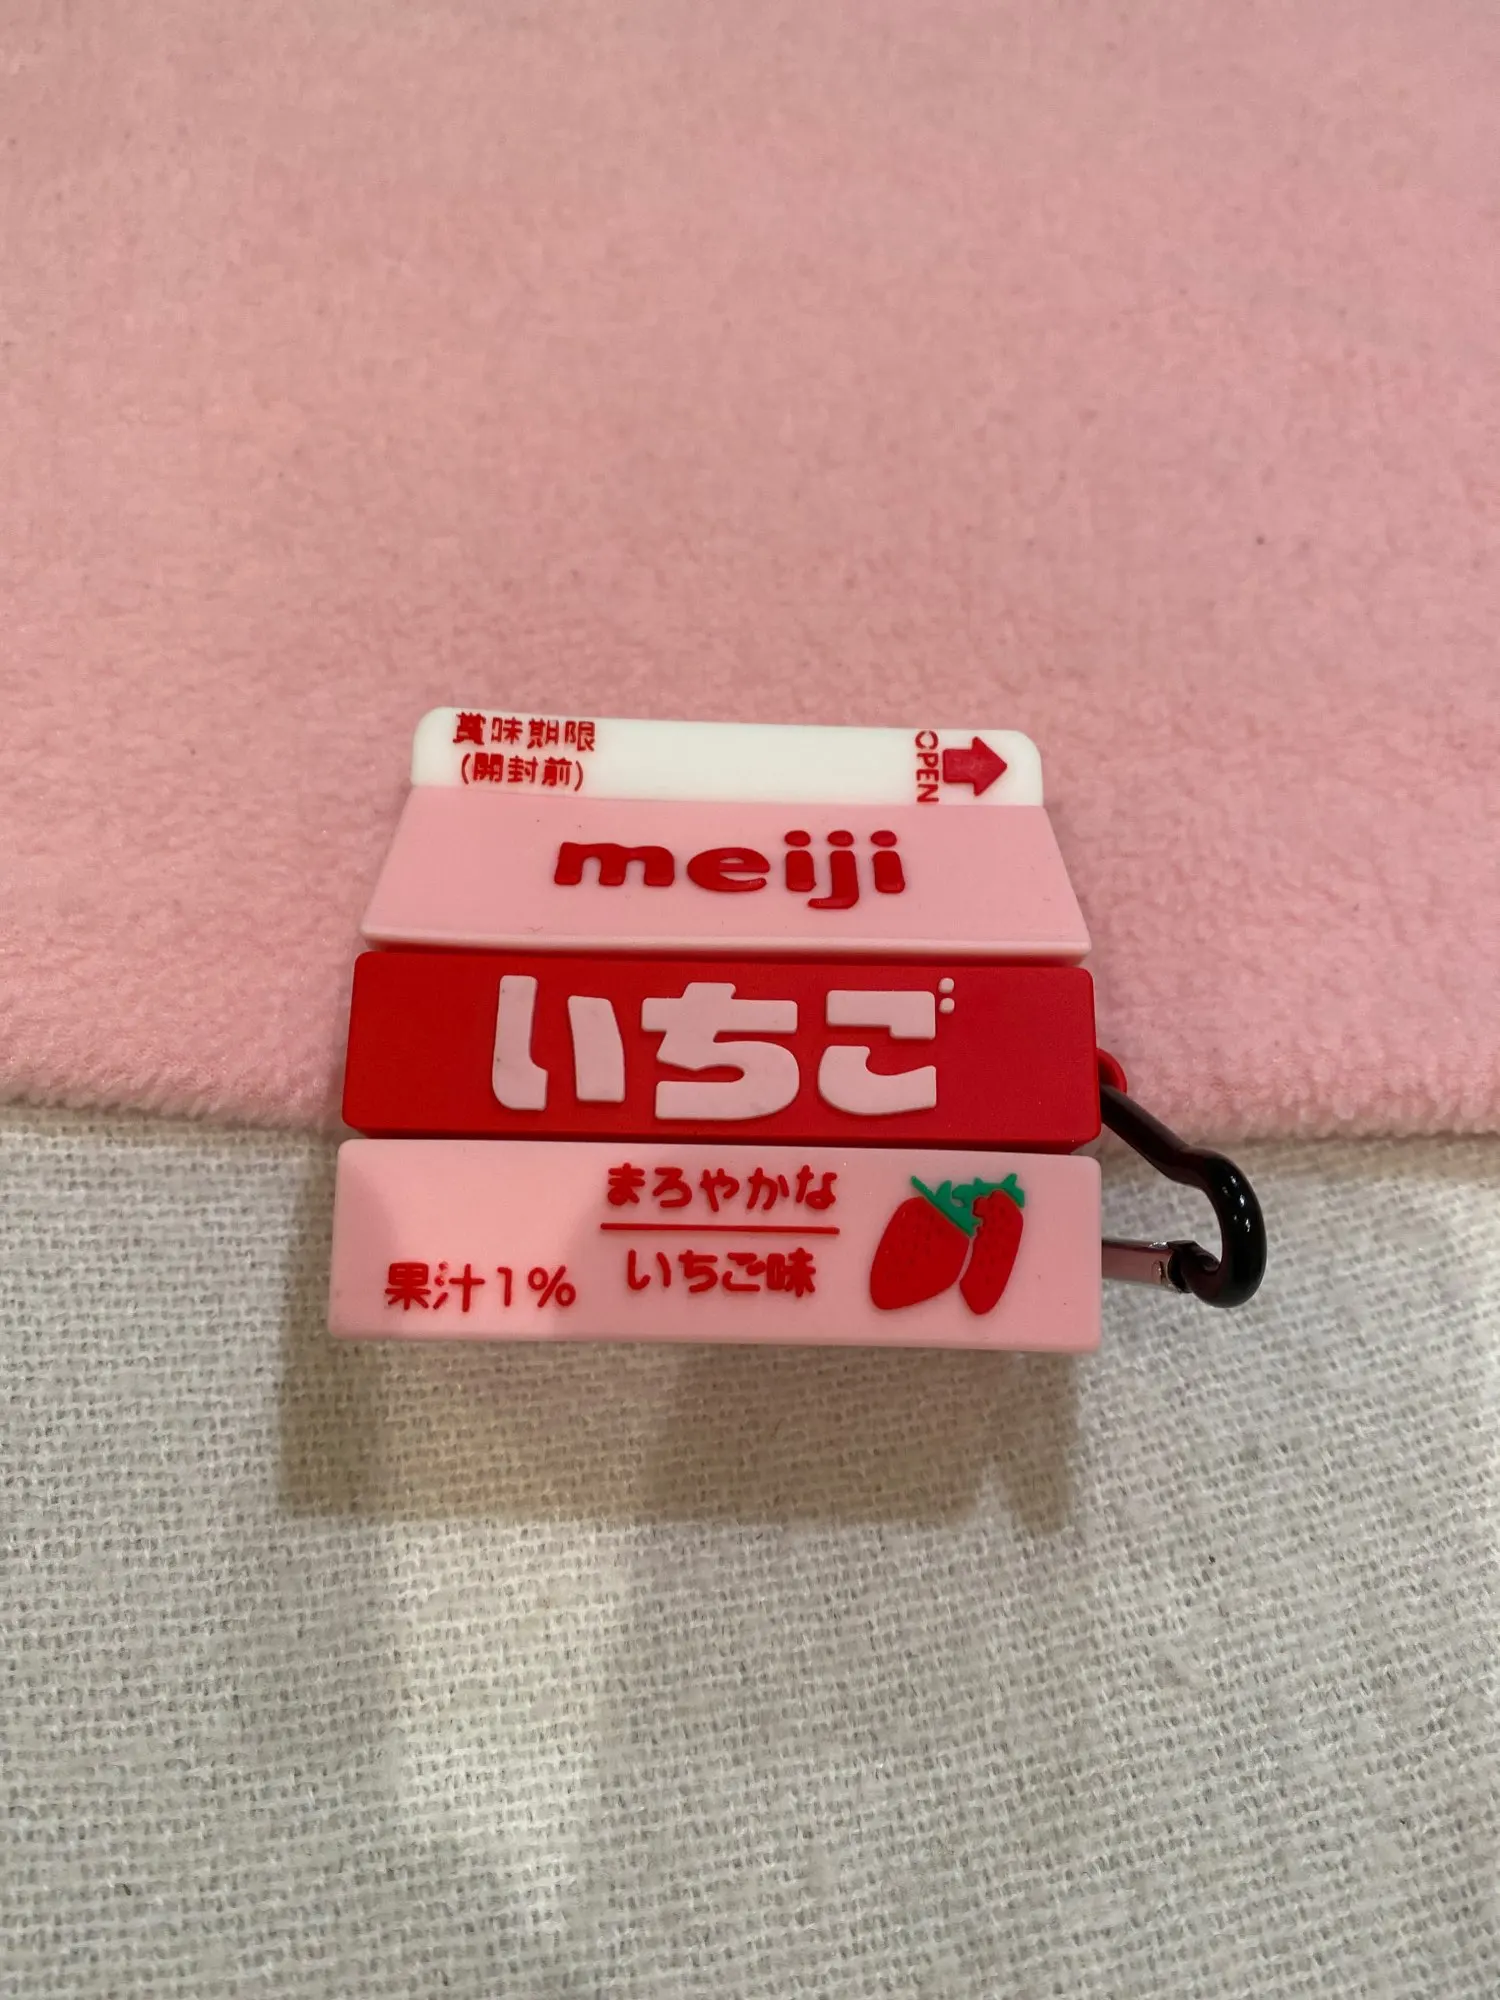 賞味期限
(開封前)
OPEN
meiji
いちご
まろやかな
いちご味
果汁1%